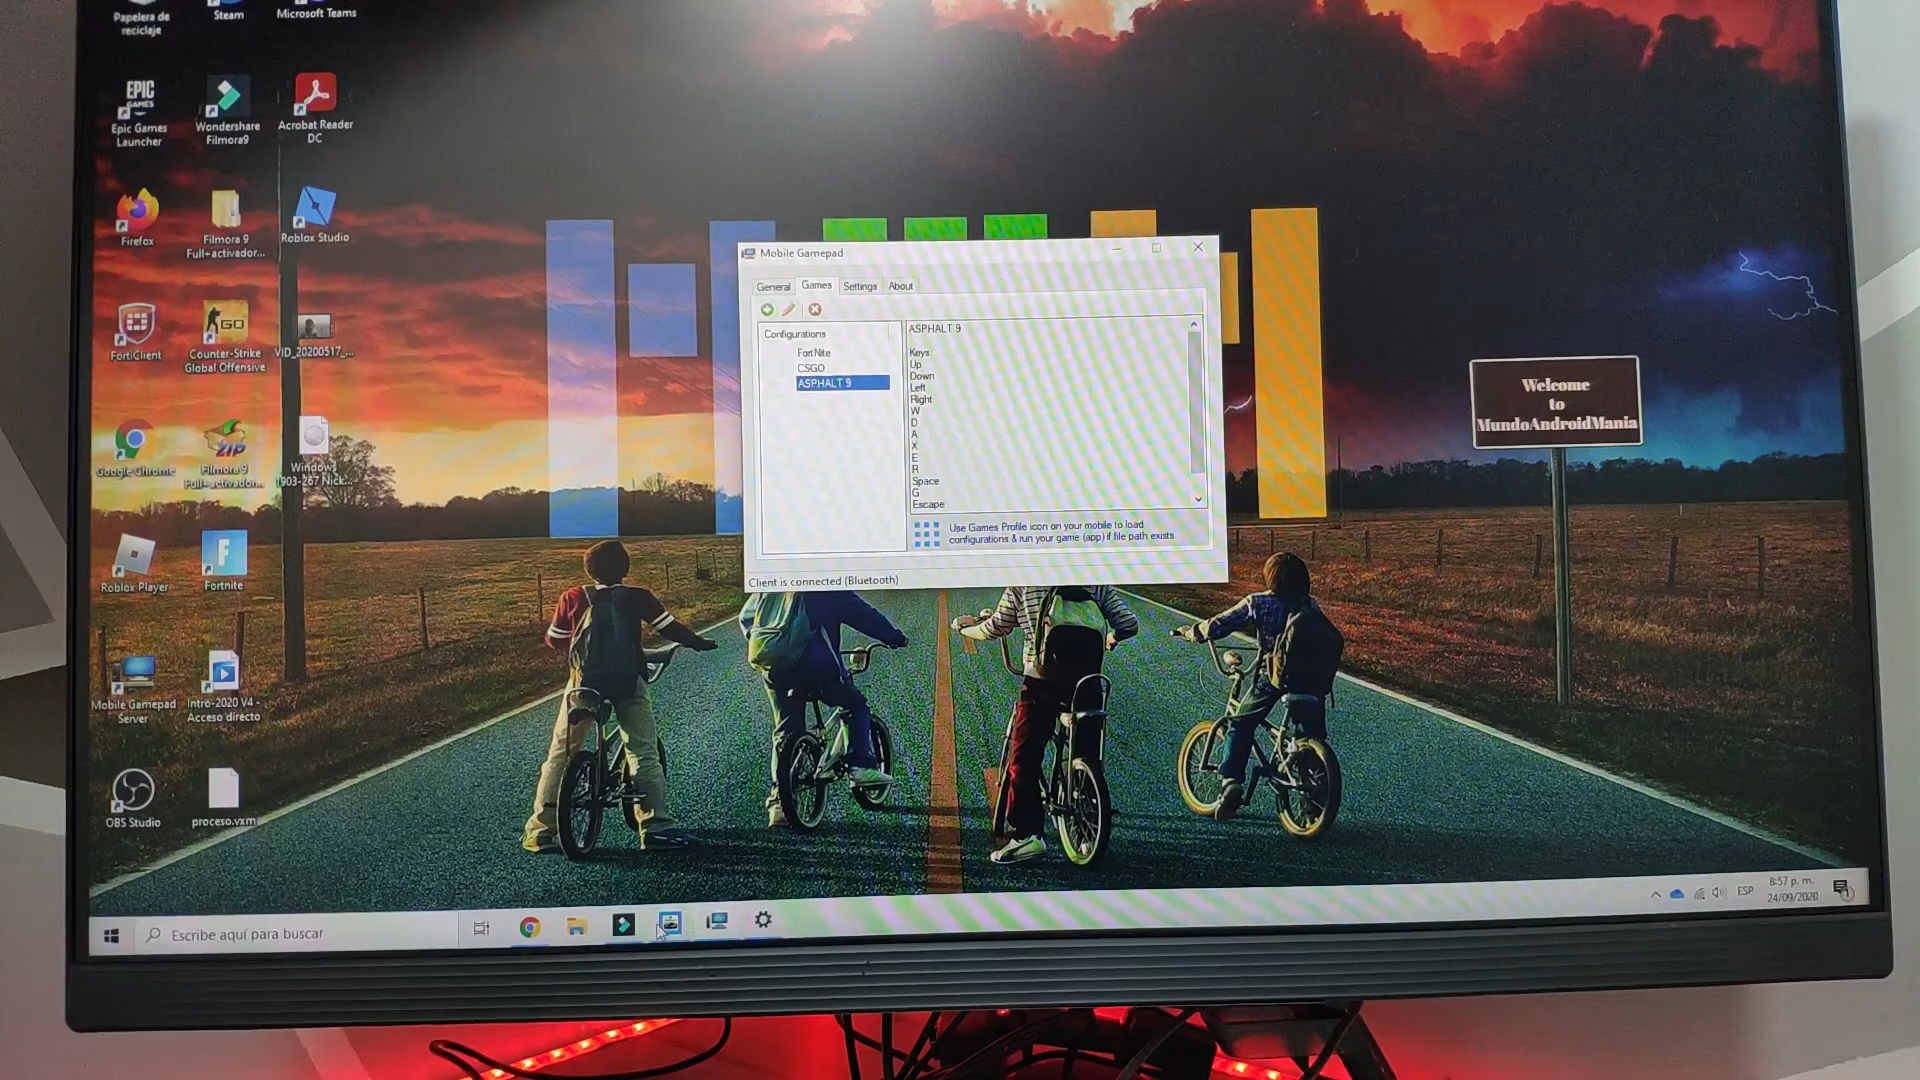 Papelera de
reciclaje
Steam
Microsoft Teams
EPIC
GAMES
Epic Games
Launcher
Wondershare
Filmora9
Acrobat Reader
DC
Firefox
Filmora 9
Full+activador...
Roblox Studio
FortiClient
GO
Counter-Strike
Global Offensive
VID_20200517_...
Google Chrome
ZIP
Filmora 9
Full+activador...
Windows
1903-267 Nick...
Roblox Player
F
Fortnite
Mobile Gamepad
Server
Intro-2020 V4 -
Acceso directo
OBS Studio
proceso.vxm
Mobile Gamepad
General
Games
Settings
About
Configurations
FortNite
CSGO
ASPHALT 9
ASPHALT 9
Keys:
Up
Down
Left
Right
W
D
A
X
E
R
Space
G
Escape
Use Games Profile icon on your mobile to load
configurations & run your game (app) if file path exists
Client is connected (Bluetooth)
Welcome
to
MundoAndroidMania
Escribe aquí para buscar
ESP
8:57 p. m.
24/09/2020